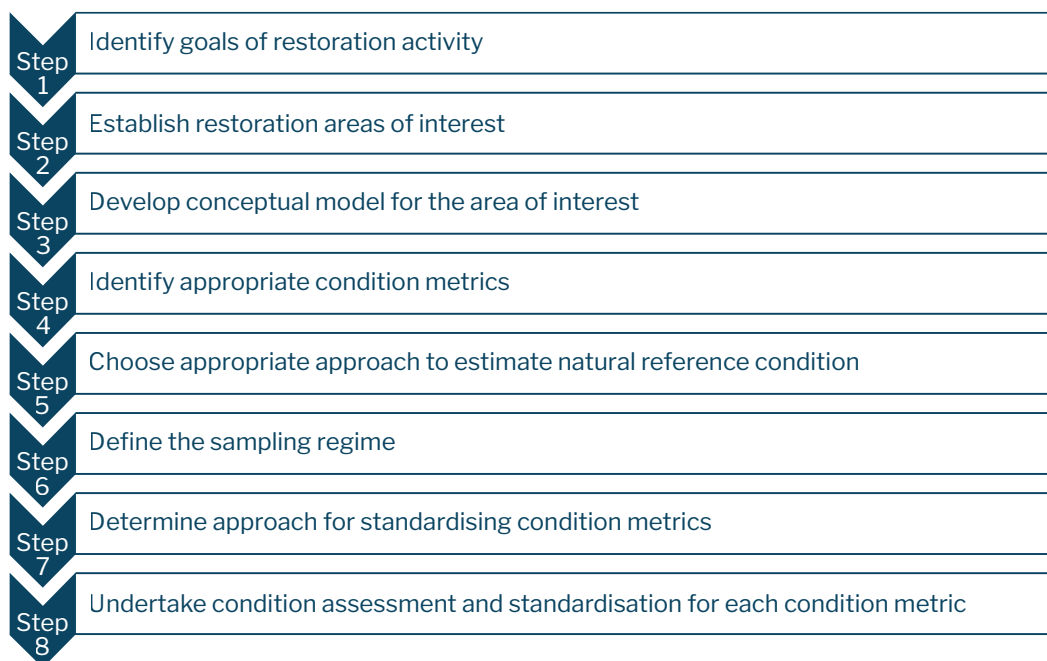 Step
1
Identify goals of restoration activity
Step
2
Establish restoration areas of interest
Step
3
Develop conceptual model for the area of interest
Step
4
Identify appropriate condition metrics
Step
5
Choose appropriate approach to estimate natural reference condition
Step
6
Define the sampling regime
Step
7
Determine approach for standardising condition metrics
Step
8
Undertake condition assessment and standardisation for each condition metric